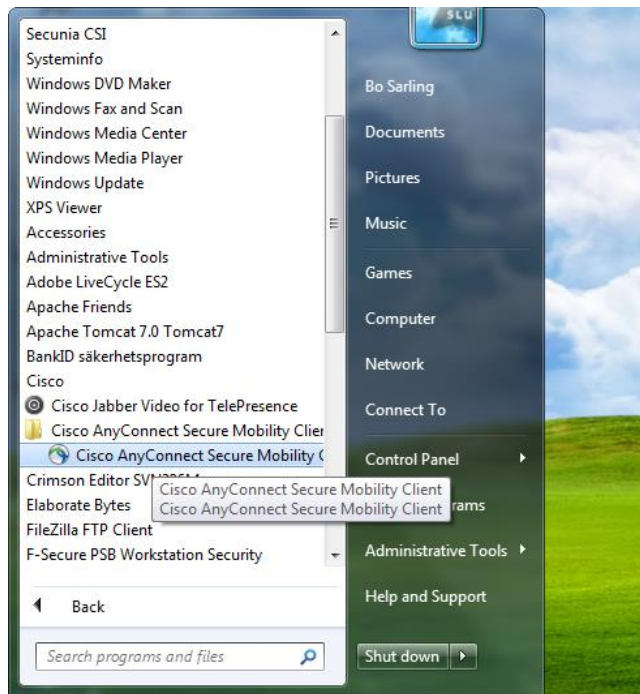 Secunia CSI
Systeminfo
Windows DVD Maker
Windows Fax and Scan
Windows Media Center
Windows Media Player
Windows Update
XPS Viewer
Accessories
Administrative Tools
Adobe LiveCycle ES2
Apache Friends
Apache Tomcat 7.0 Tomcat7
BankID säkerhetsprogram
Cisco
Cisco Jabber Video for TelePresence
Cisco AnyConnect Secure Mobility Clier
Cisco AnyConnect Secure Mobility C
Crimson Editor
Cisco AnyConnect Secure Mobility Client
Cisco AnyConnect Secure Mobility Client
Elaborate Bytes
FileZilla FTP Client
F-Secure PSB Workstation Security
Back
Search programs and files
SLU
Bo Sarling
Documents
Pictures
Music
Games
Computer
Network
Connect To
Control Panel
rams
Administrative Tools
Help and Support
Shut down